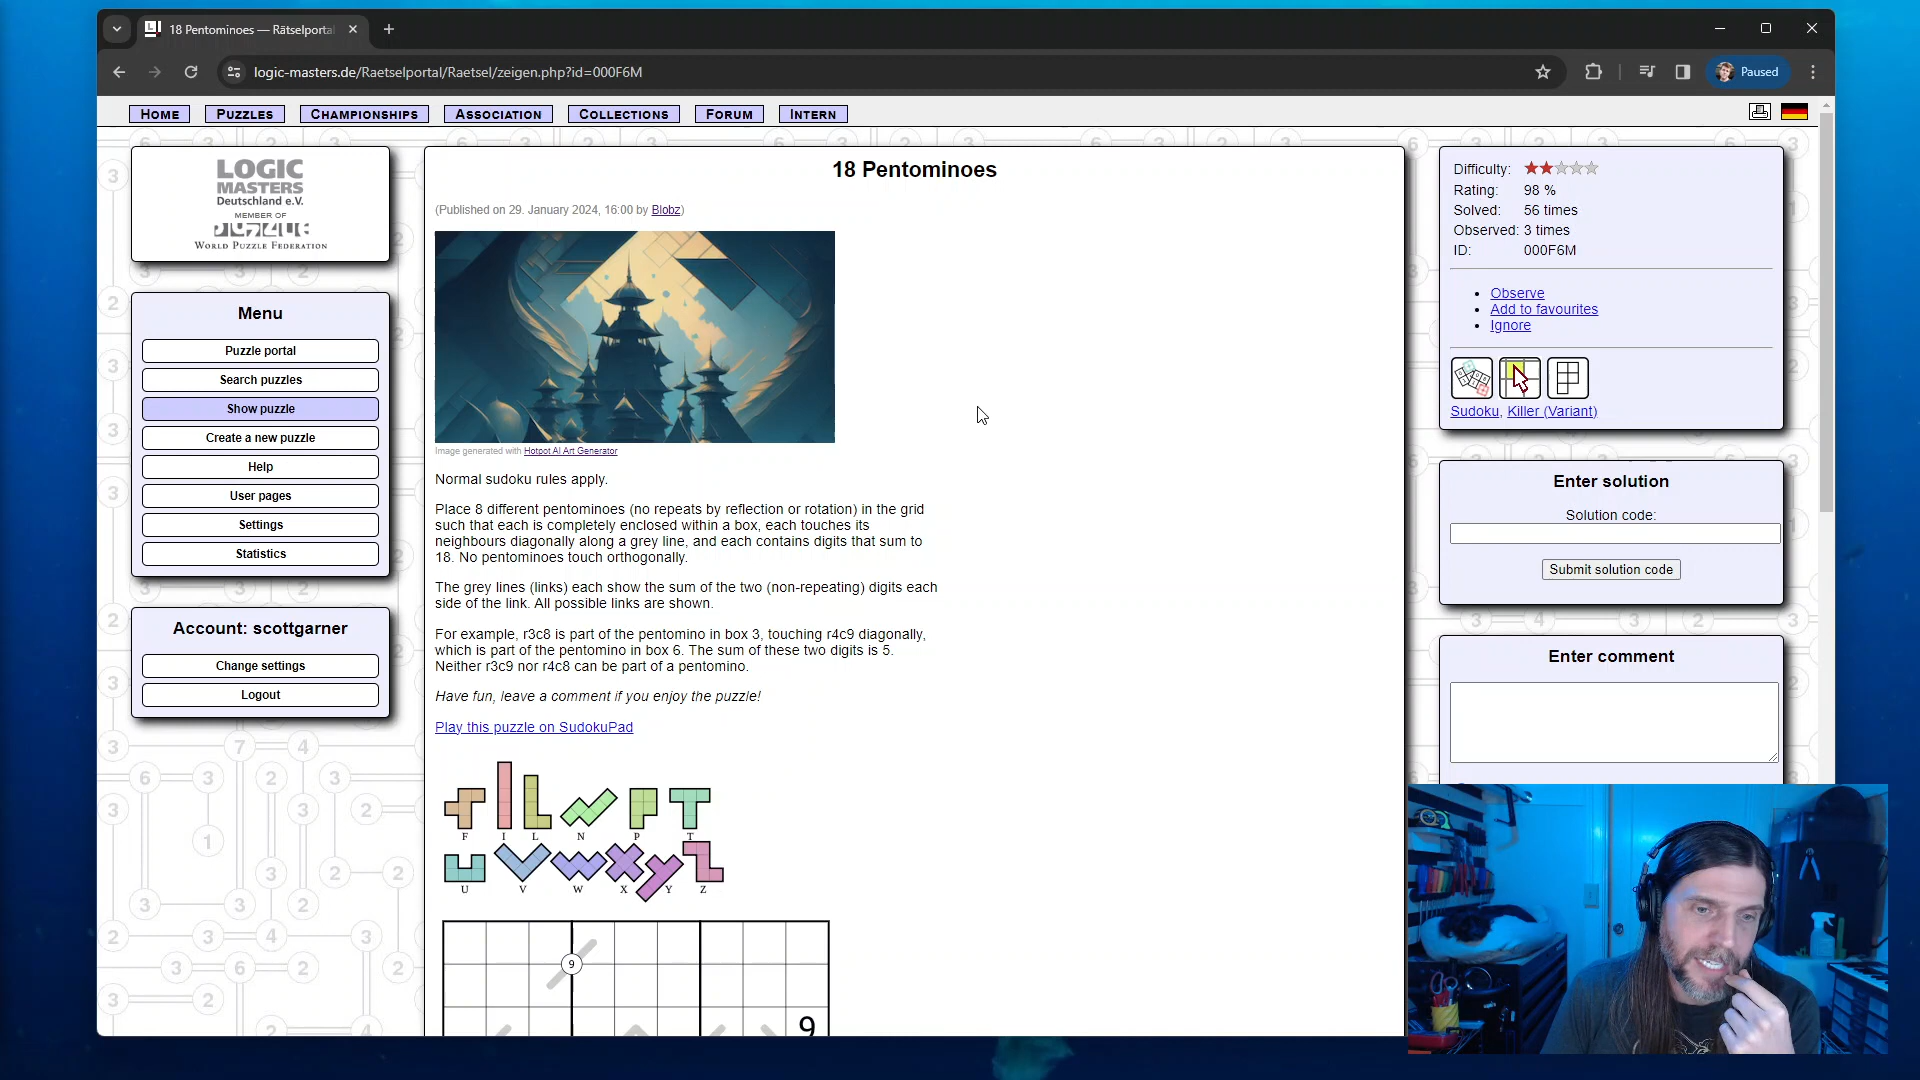 18 Pentominoes — Rätselporta
logic-masters.de/Raetselportal/Raetsel/zeigen.php?id=000F6M
Paused
HOME
PUZZLES
CHAMPIONSHIPS
ASSOCIATION
COLLECTIONS
FORUM
INTERN
LOGIC
MASTERS
Deutschland e.V.
MEMBER OF
WORLD PUZZLE FEDERATION
Menu
Puzzle portal
Search puzzles
Show puzzle
Create a new puzzle
Help
User pages
Settings
Statistics
Account: scottgarner
Change settings
Logout
18 Pentominoes
(Published on 29. January 2024, 16:00 by Blobz)
Image generated with Hotpot AI Art Generator
Normal sudoku rules apply.
Place 8 different pentominoes (no repeats by reflection or rotation) in the grid
such that each is completely enclosed within a box, each touches its
neighbours diagonally along a grey line, and each contains digits that sum to
18. No pentominoes touch orthogonally.
The grey lines (links) each show the sum of the two (non-repeating) digits each
side of the link. All possible links are shown.
For example, r3c8 is part of the pentomino in box 3, touching r4c9 diagonally,
which is part of the pentomino in box 6. The sum of these two digits is 5.
Neither r3c9 nor r4c8 can be part of a pentomino.
Have fun, leave a comment if you enjoy the puzzle!
Play this puzzle on SudokuPad
F I L N P T
U V W X Y Z
9
9
Difficulty:
Rating: 98 %
Solved: 56 times
Observed: 3 times
ID: 000F6M
• Observe
• Add to favourites
• Ignore
Sudoku, Killer (Variant)
Enter solution
Solution code:
Submit solution code
Enter comment